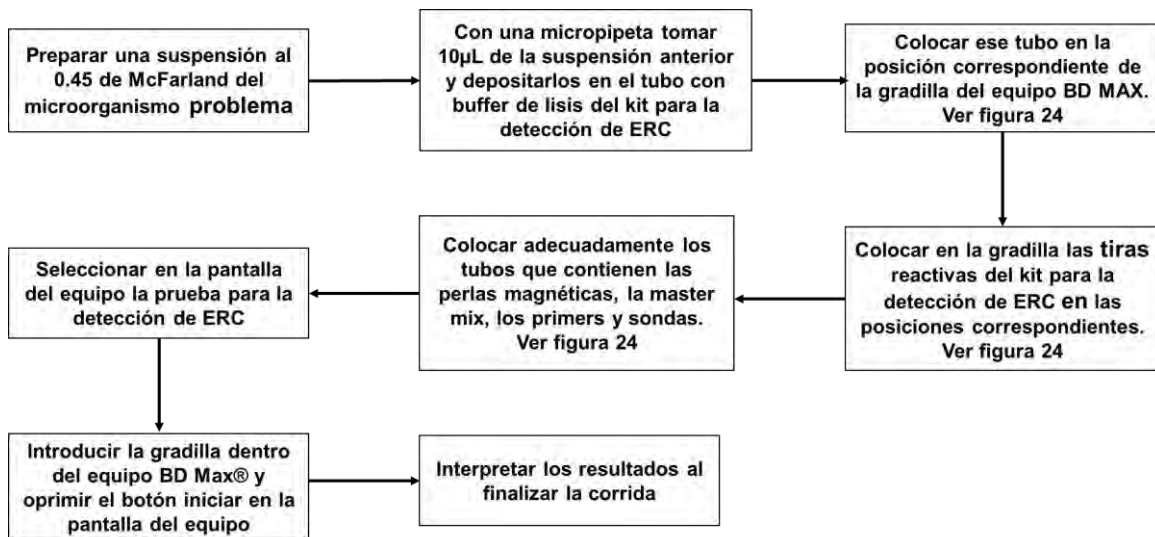 Preparar una suspensión al
0.45 de McFarland del
microorganismo problema
Con una micropipeta tomar
10µL de la suspensión anterior
y depositarlos en el tubo con
buffer de lisis del kit para la
detección de ERC
Colocar ese tubo en la
posición correspondiente de
la gradilla del equipo BD MAX.
Ver figura 24
Colocar en la gradilla las tiras
reactivas del kit para la
detección de ERC en las
posiciones correspondientes.
Ver figura 24
Colocar adecuadamente los
tubos que contienen las
perlas magnéticas, la master
mix, los primers y sondas.
Ver figura 24
Seleccionar en la pantalla
del equipo la prueba para la
detección de ERC
Introducir la gradilla dentro
del equipo BD Max® y
oprimir el botón iniciar en la
pantalla del equipo
Interpretar los resultados al
finalizar la corrida